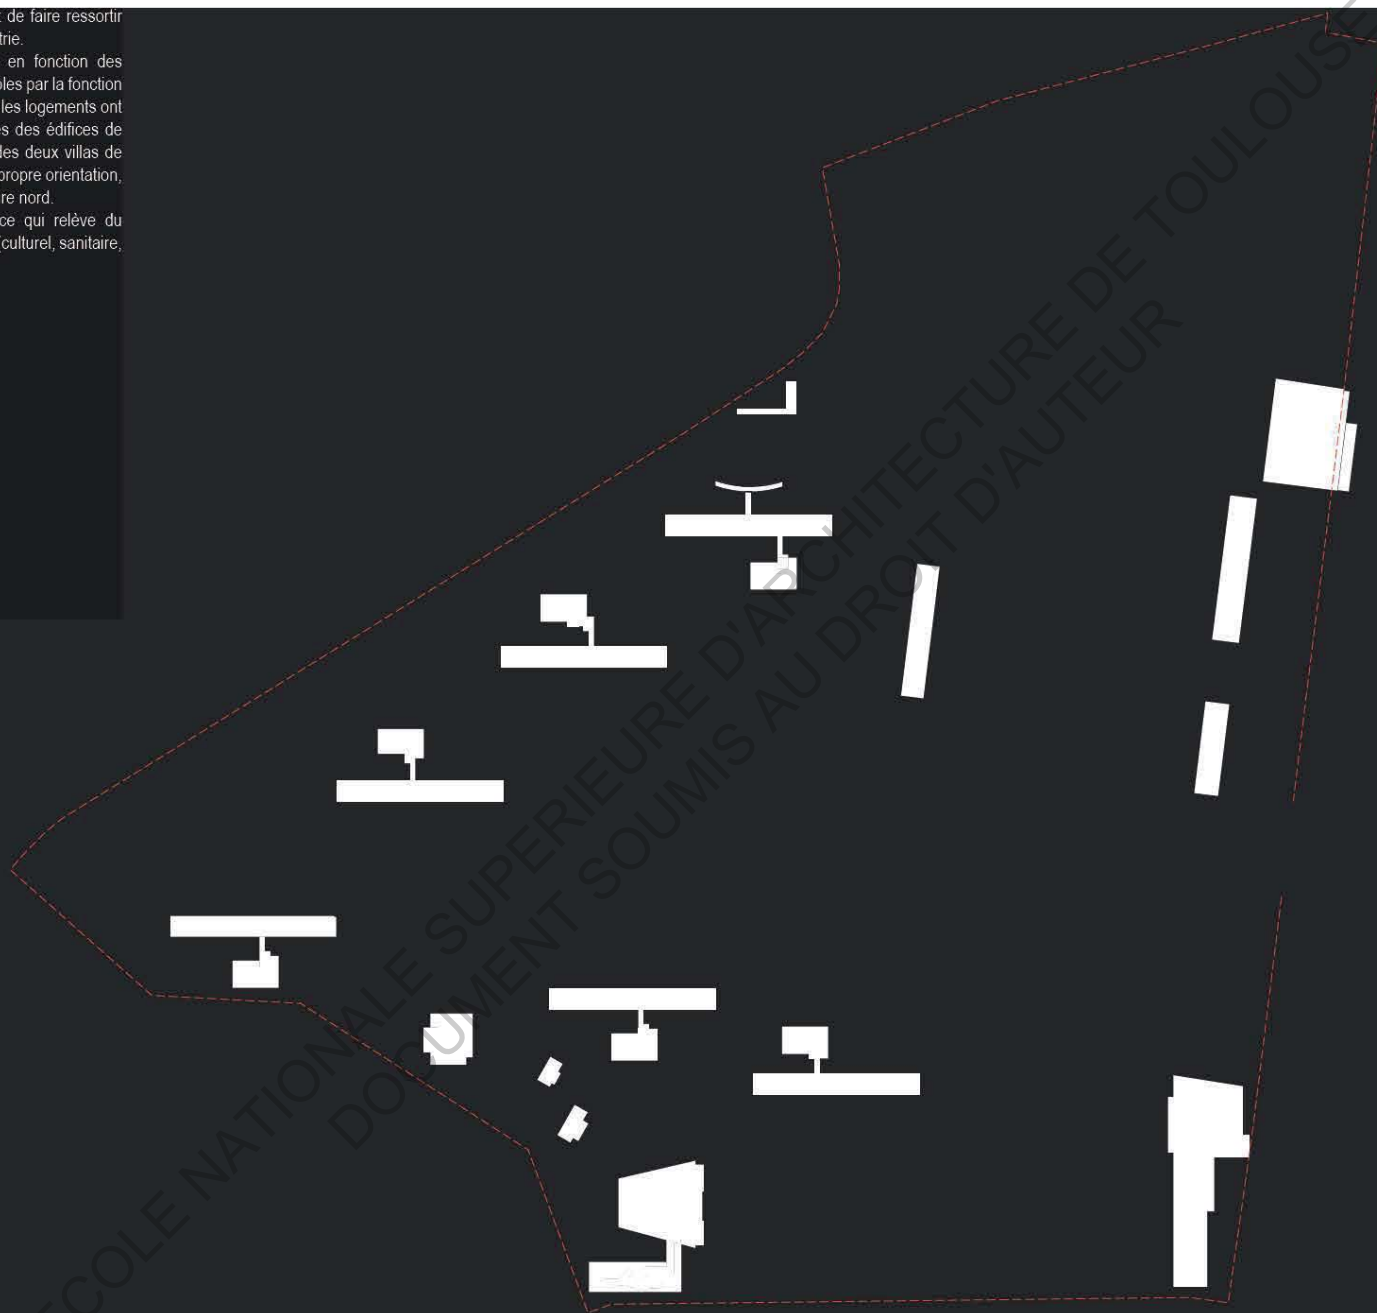 de faire ressortir
trie.
en fonction des
bles par la fonction
les logements ont
es des édifices de
des deux villas de
propre orientation,
re nord.
ce qui relève du
culturel, sanitaire,
ECOLE NATIONALE SUPERIEURE D'ARCHITECTURE DE TOULOUSE
DOCUMENT SOUMIS AU DROIT D'AUTEUR